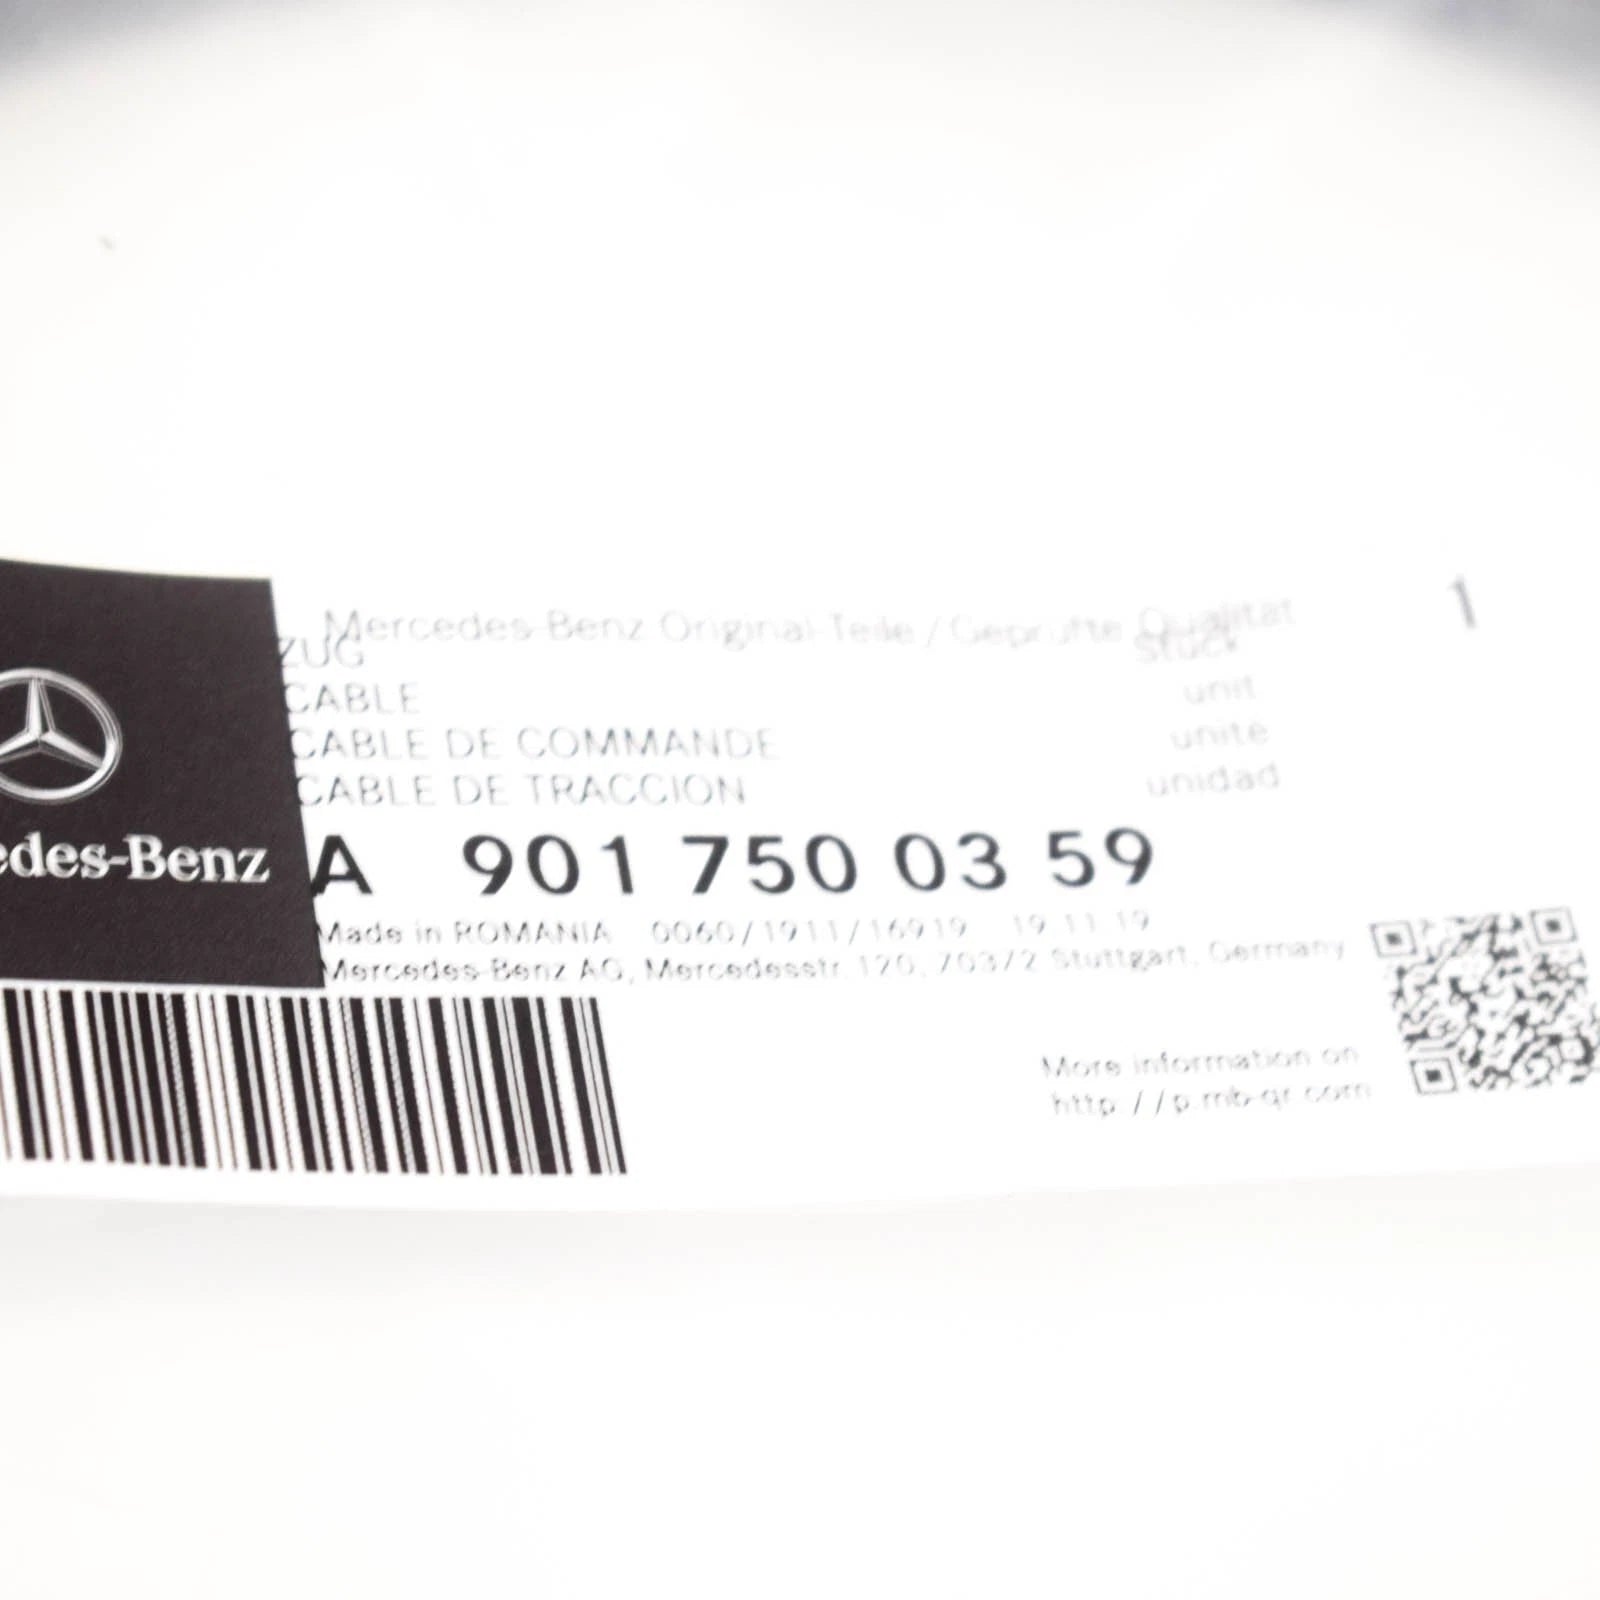 Mercedes-Benz Original-Teile / Geprüfte Qualität 1
ZUG Stück
CABLE unit
CABLE DE COMMANDE unite
CABLE DE TRACCION unidad
edes-Benz
A 901 750 03 59
Made in ROMANIA 0060/1911/16919 19.11.19
Mercedes-Benz AG, Mercedesstr. 120, 70372 Stuttgart, Germany
More information on
http://p.mb-qr.com